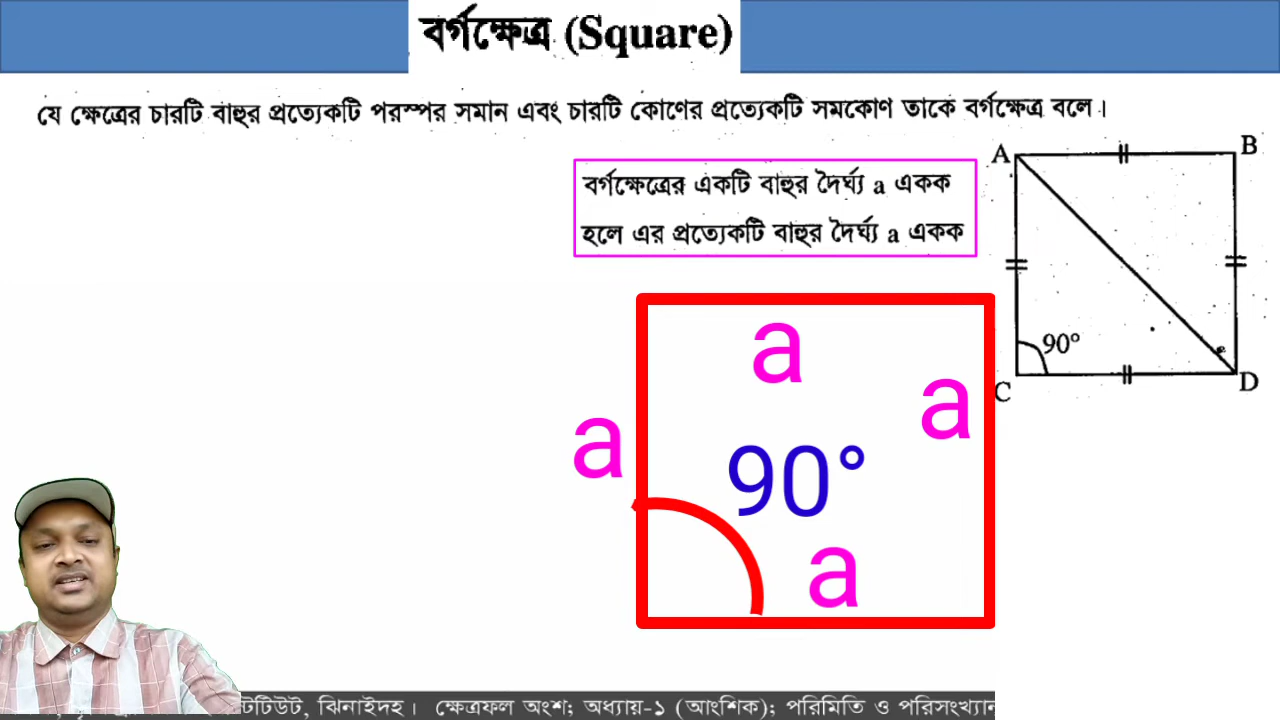 বর্গক্ষেত্র (Square)
যে ক্ষেত্রের চারটি বাহুর প্রত্যেকটি পরস্পর সমান এবং চারটি কোণের প্রত্যেকটি সমকোণ তাকে বর্গক্ষেত্র বলে।
বর্গক্ষেত্রের একটি বাহুর দৈর্ঘ্য a একক
হলে এর প্রত্যেকটি বাহুর দৈর্ঘ্য a একক
A
B
90°
C
D
a
a
a
90°
a
ঝিনাইদহ। ক্ষেত্রফল অংশ; অধ্যায়-১ (আংশিক); পরিমিতি ও পরিসংখ্যান